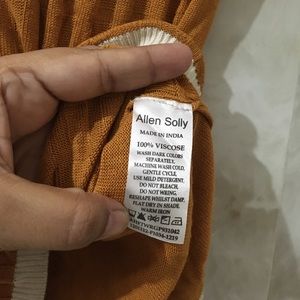 Allen Solly
MADE IN INDIA
100% VISCOSE
WASH DARK COLORS
SEPARATELY.
MACHINE WASH COLD,
GENTLE CYCLE.
USE MILD DETERGENT.
DO NOT BLEACH.
DO NOT WRING.
RESHAPE WHILST DAMP.
FLAT DRY IN SHADE.
WARM IRON